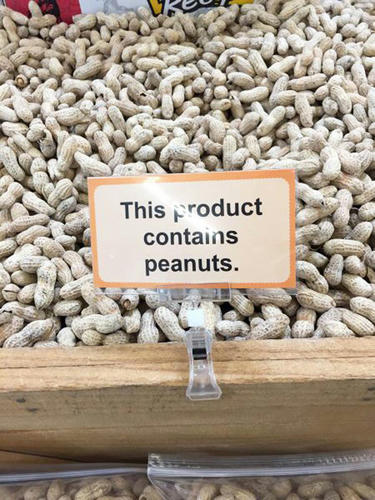 This product
contains
peanuts.